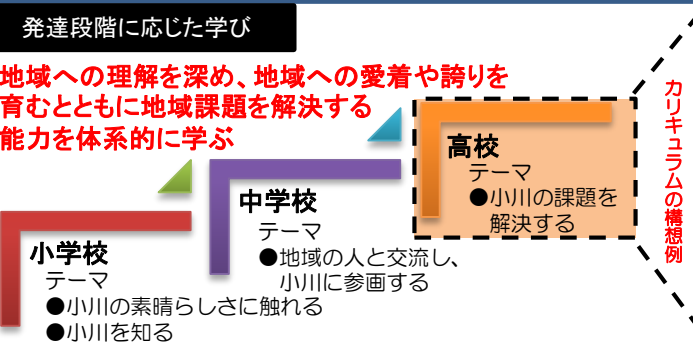 発達段階に応じた学び
地域への理解を深め、地域への愛着や誇りを
育むとともに地域課題を解決する
能力を体系的に学ぶ
高校
テーマ
●小川の課題を
解決する
カリキュラムの構想例
中学校
テーマ
●地域の人と交流し、
小川に参画する
小学校
テーマ
●小川の素晴らしさに触れる
●小川を知る